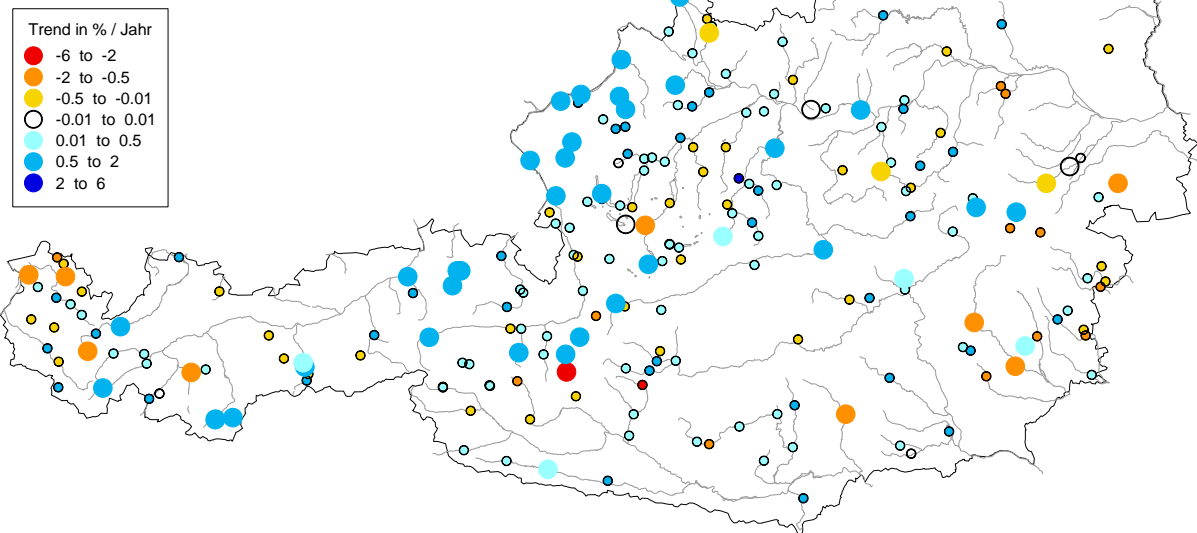 Trend in % / Jahr
-6 to -2
-2 to -0.5
-0.5 to -0.01
-0.01 to 0.01
0.01 to 0.5
0.5 to 2
2 to 6